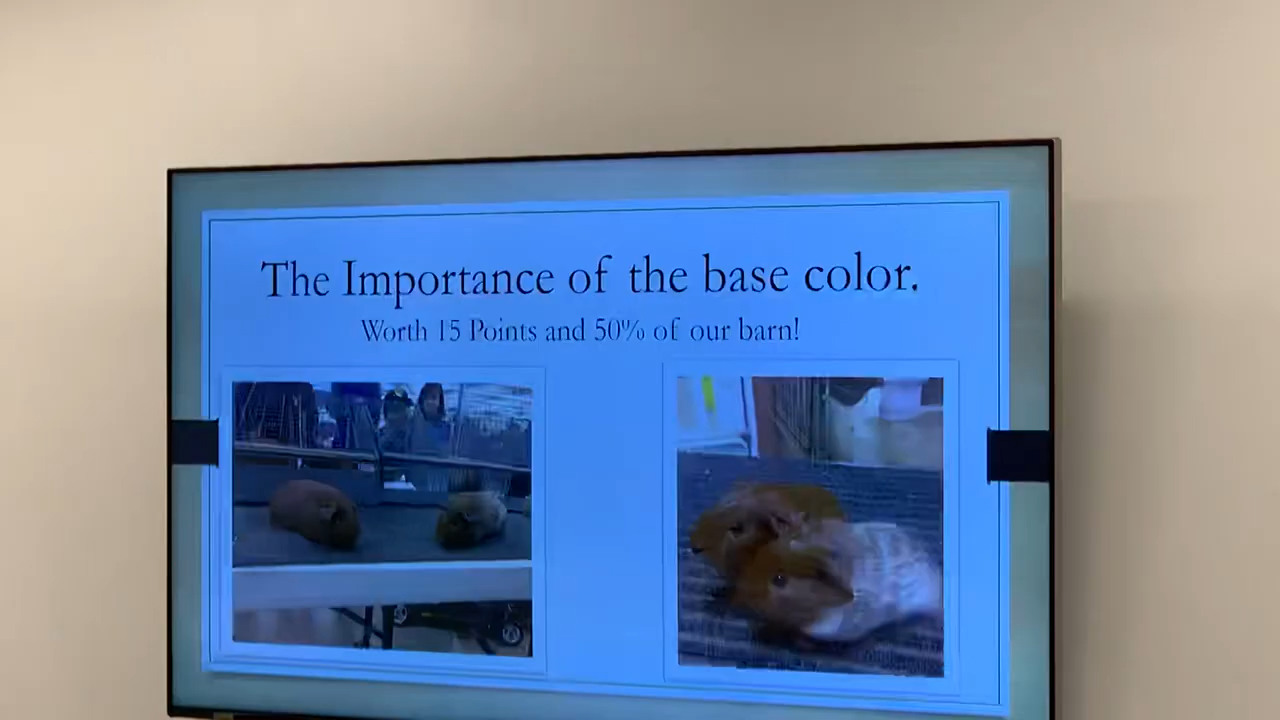 The Importance of the base color.
Worth 15 Points and 50% of our barn!